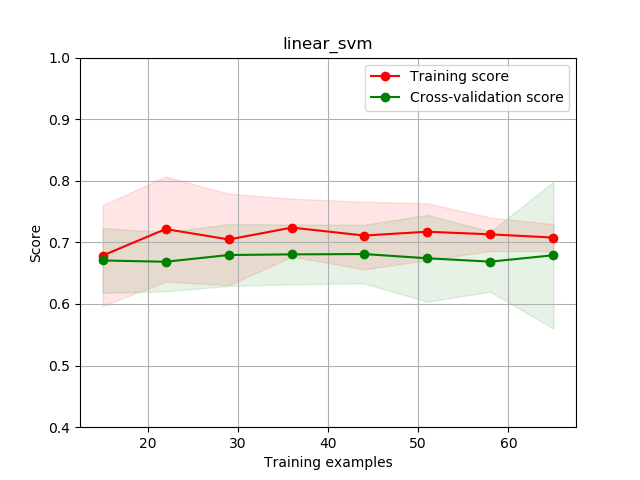 linear_svm
Training score
Cross-validation score
1.0
0.9
0.8
0.7
0.6
0.5
0.4
Score
20
30
40
50
60
Training examples